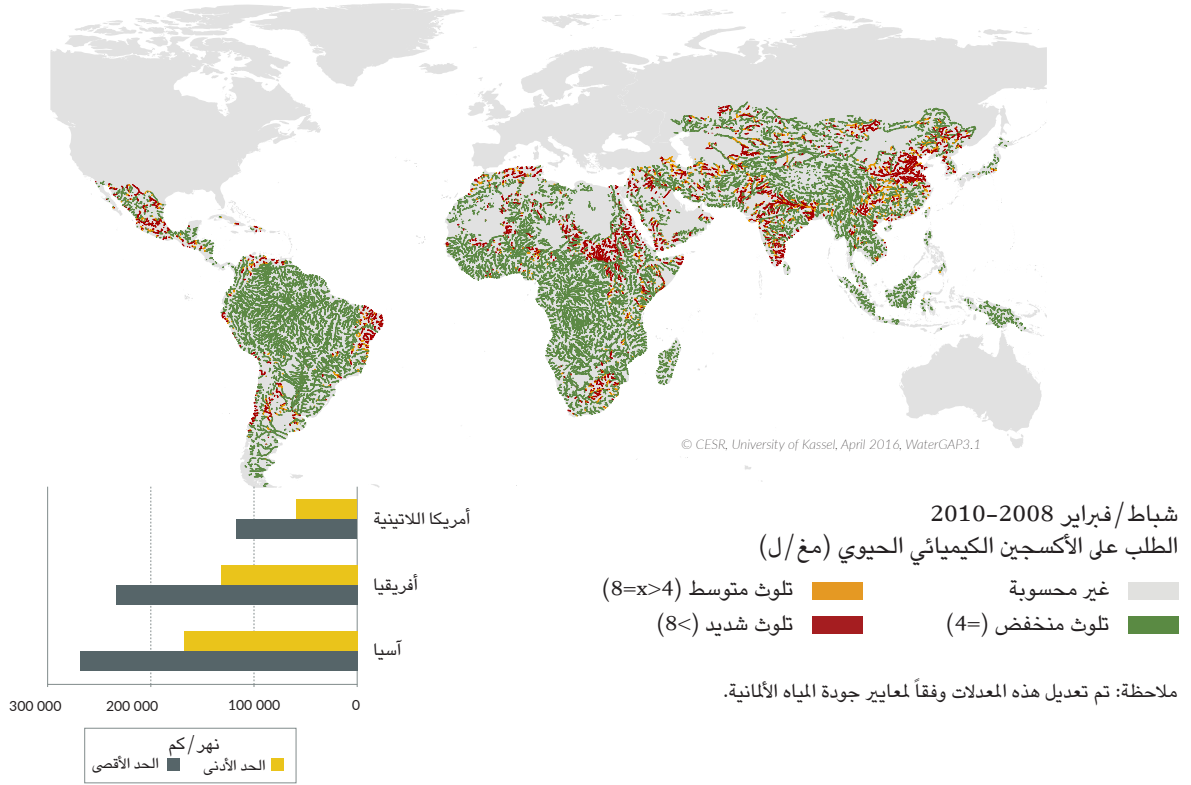 © CESR, University of Kassel, April 2016, WaterGAP3.1
شباط/فبراير 2008-2010
الطلب على الأكسجين الكيميائي الحيوي (مغ/ل)
غير محسوبة
تلوث متوسط (4<x=8)
تلوث منخفض (=4)
تلوث شديد (>8)
ملاحظة: تم تعديل هذه المعدلات وفقاً لمعايير جودة المياه الألمانية.
أمريكا اللاتينية
أفريقيا
آسيا
300 000
200 000
100 000
0
نهر/كم
الحد الأدنى
الحد الأقصى